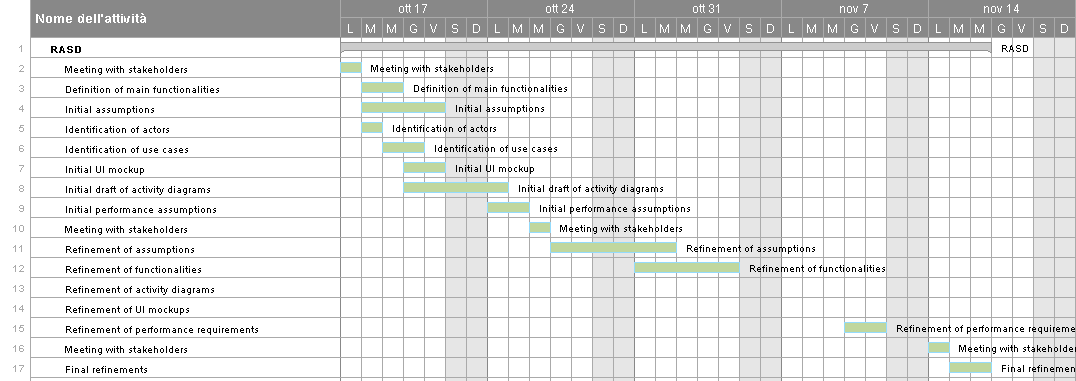 Nome dell'attività
ott 17 ott 24 ott 31 nov 7 nov 14
L M M G V S D L M M G V S D L M M G V S D L M M G V S D L M M G V S D
1 RASD RASD
2 Meeting with stakeholders Meeting with stakeholders
3 Definition of main functionalities Definition of main functionalities
4 Initial assumptions Initial assumptions
5 Identification of actors Identification of actors
6 Identification of use cases Identification of use cases
7 Initial UI mockup Initial UI mockup
8 Initial draft of activity diagrams Initial draft of activity diagrams
9 Initial performance assumptions Initial performance assumptions
10 Meeting with stakeholders Meeting with stakeholders
11 Refinement of assumptions Refinement of assumptions
12 Refinement of functionalities Refinement of functionalities
13 Refinement of activity diagrams
14 Refinement of UI mockups
15 Refinement of performance requirements Refinement of performance requireme
16 Meeting with stakeholders Meeting with stakeholder
17 Final refinements Final refinemen